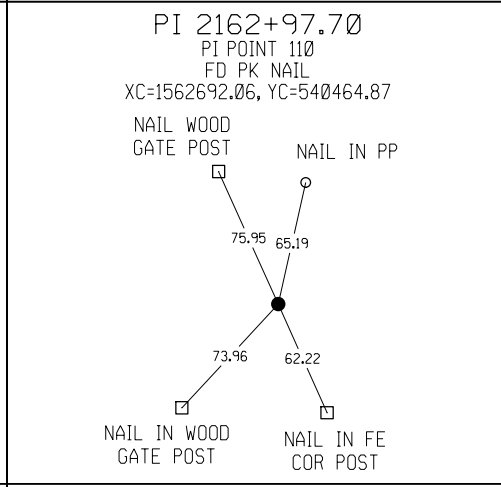 PI 2162+97.70
PI POINT 110
FD PK NAIL
XC=1562692.06, YC=540464.87
NAIL WOOD
GATE POST
NAIL IN PP
75.95
65.19
73.96
62.22
NAIL IN WOOD
GATE POST
NAIL IN FE
COR POST